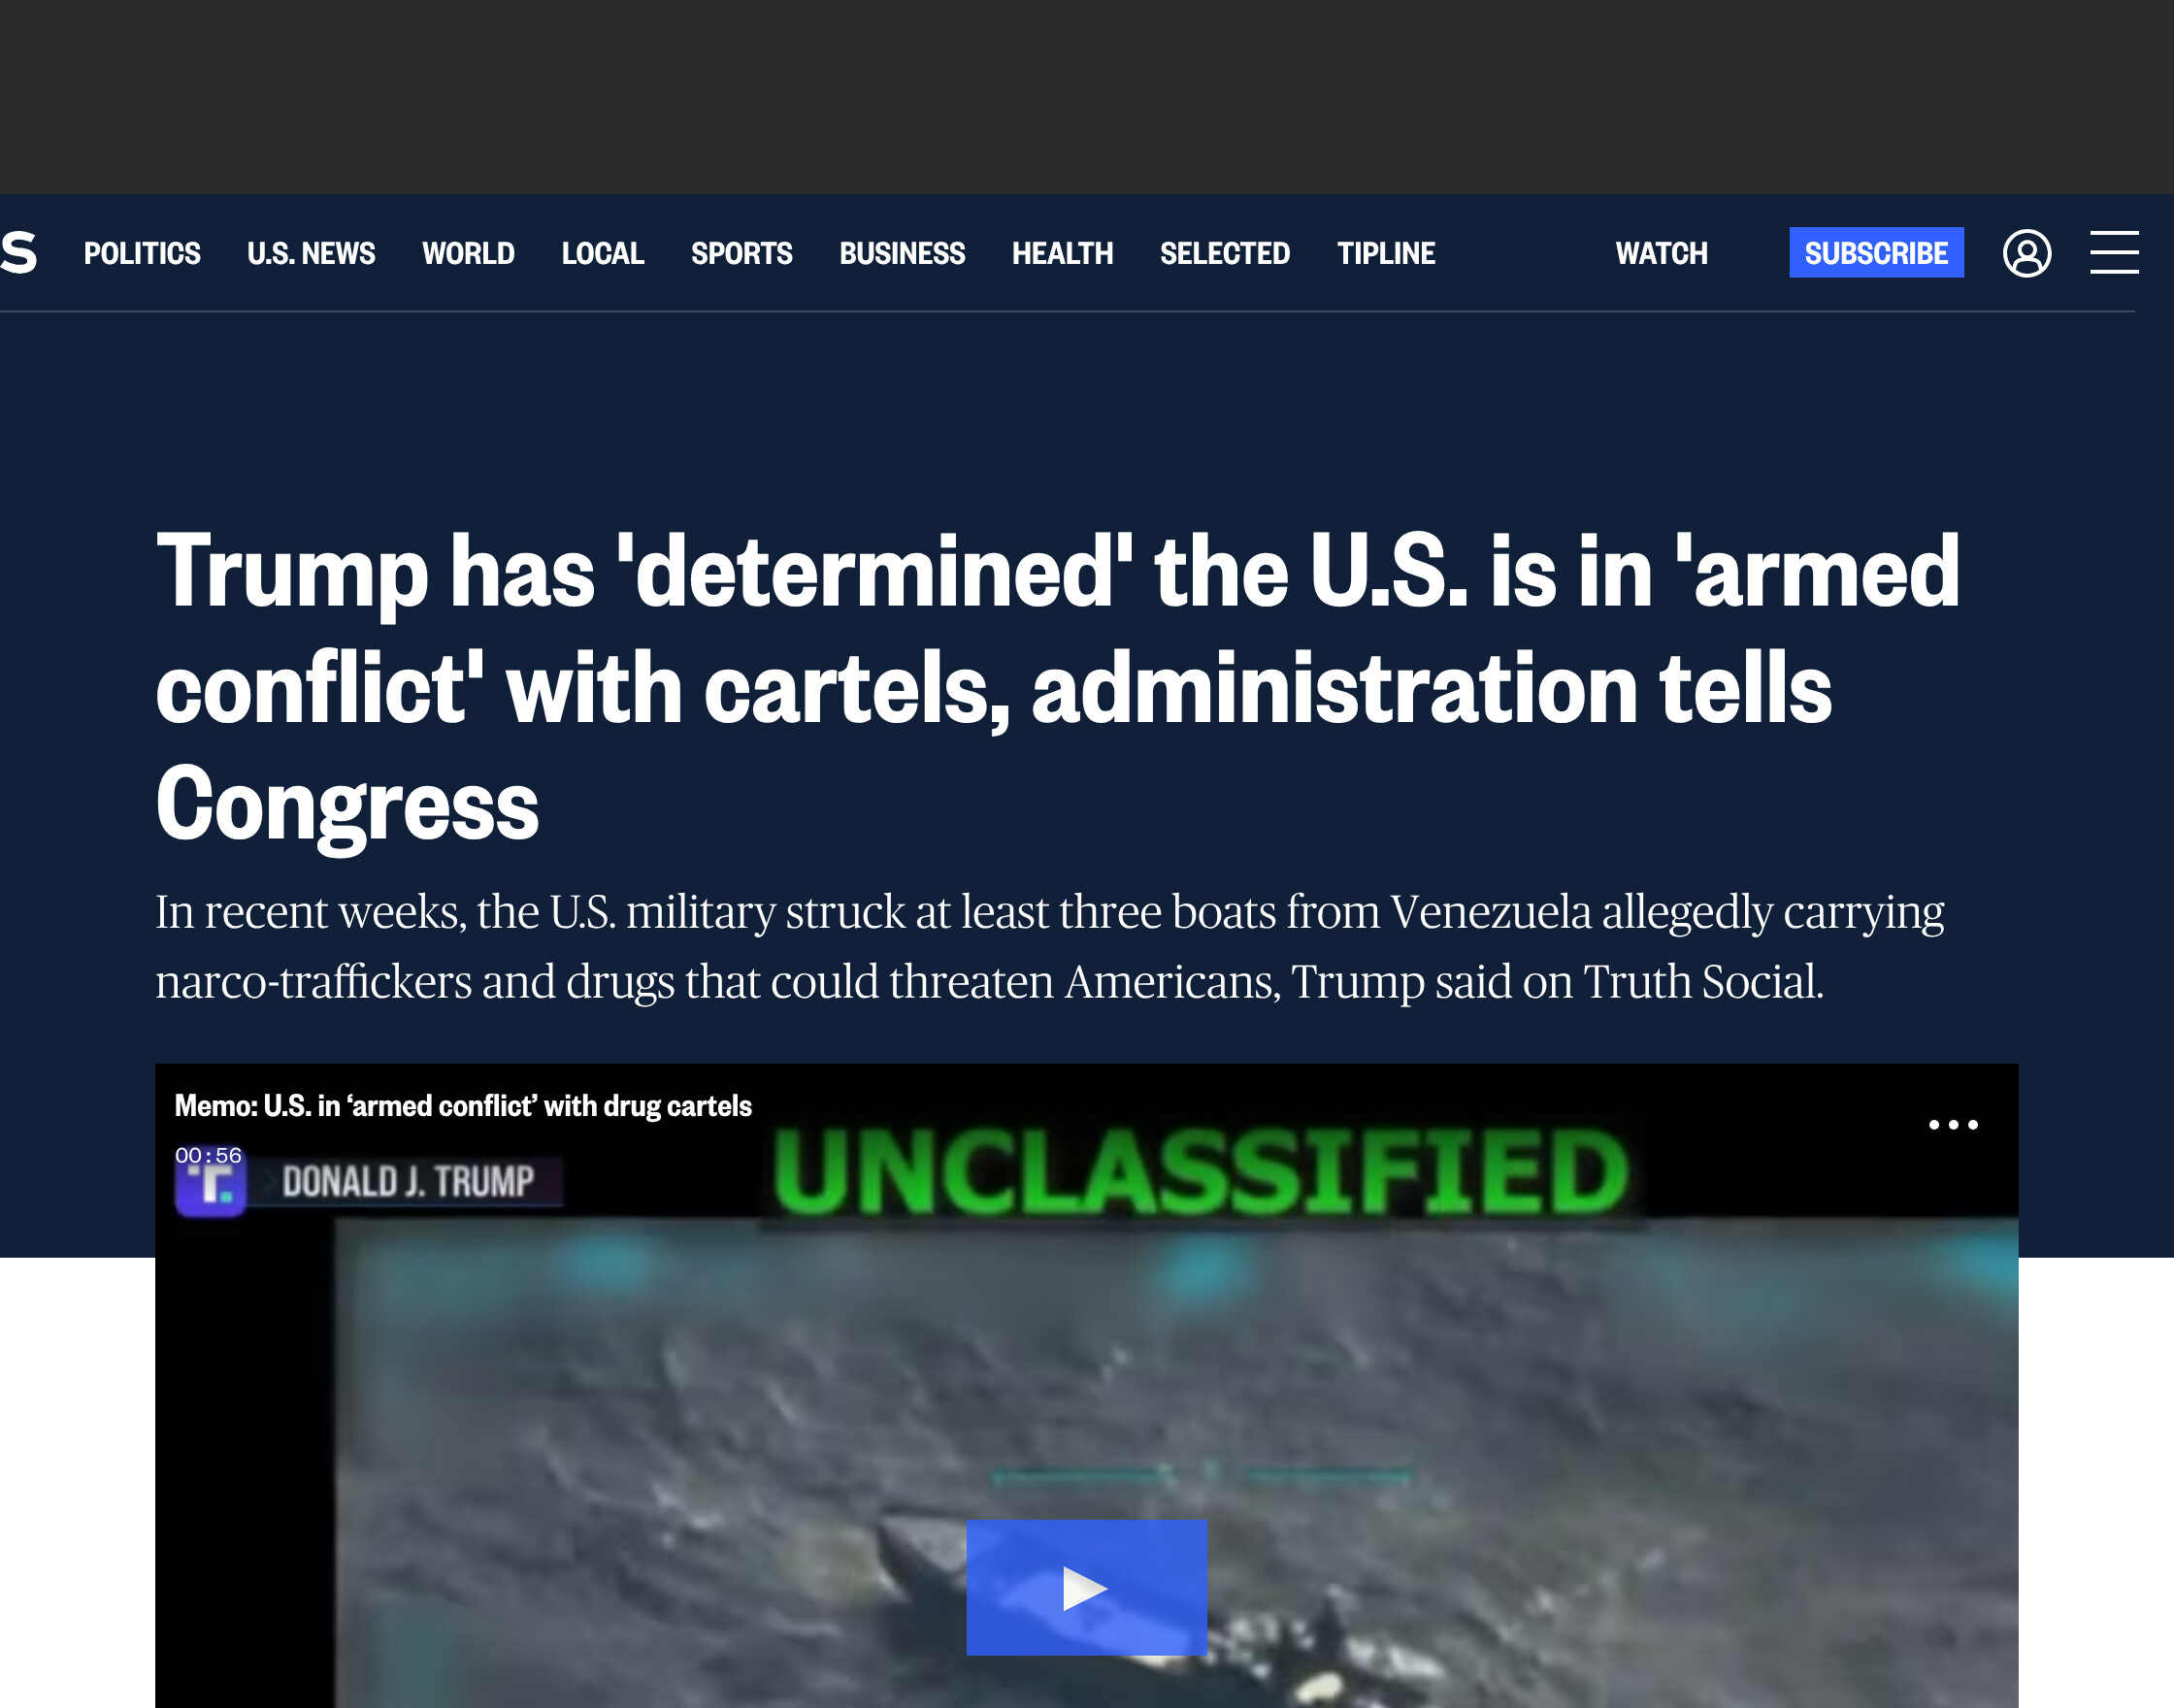 S POLITICS U.S. NEWS WORLD LOCAL SPORTS BUSINESS HEALTH SELECTED TIPLINE WATCH SUBSCRIBE
Trump has 'determined' the U.S. is in 'armed
conflict' with cartels, administration tells
Congress
In recent weeks, the U.S. military struck at least three boats from Venezuela allegedly carrying
narco-traffickers and drugs that could threaten Americans, Trump said on Truth Social.
Memo: U.S. in ‘armed conflict’ with drug cartels
00:56
T. DONALD J. TRUMP
UNCLASSIFIED